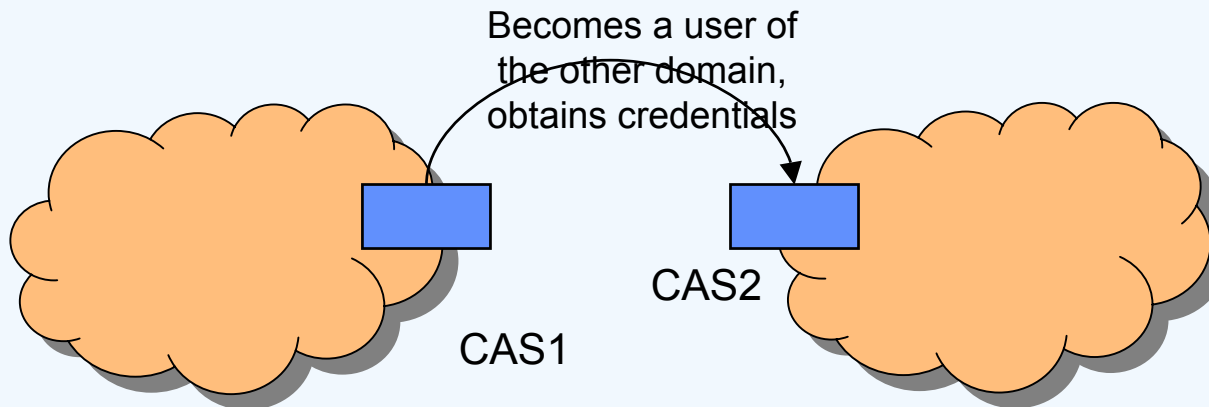 Becomes a user of
the other domain,
obtains credentials
CAS2
CAS1